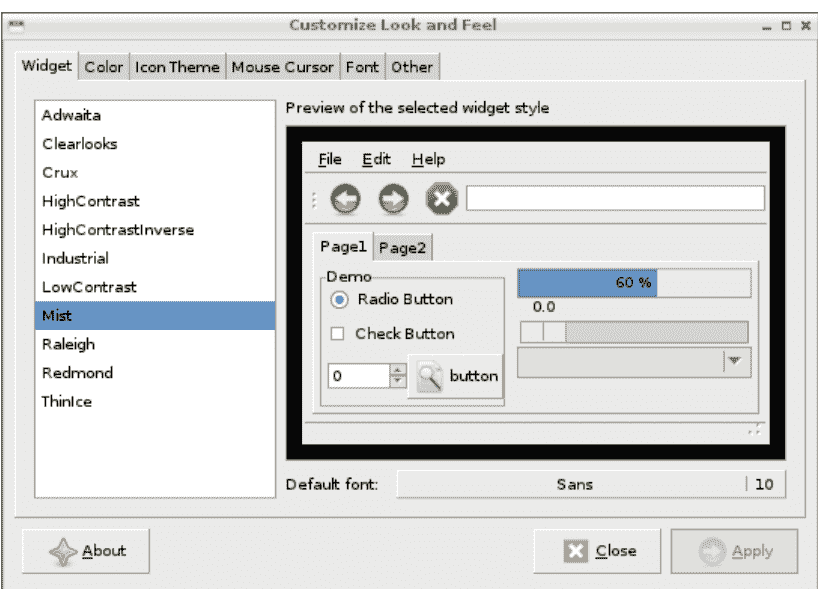 Customize Look and Feel
Widget Color Icon Theme Mouse Cursor Font Other
Adwaita
Clearlooks
Crux
HighContrast
HighContrastInverse
Industrial
LowContrast
Mist
Raleigh
Redmond
ThinIce
Preview of the selected widget style
File Edit Help
Page1 Page2
Demo
Radio Button
Check Button
0 button
60 %
0.0
Default font: Sans 10
About Close Apply